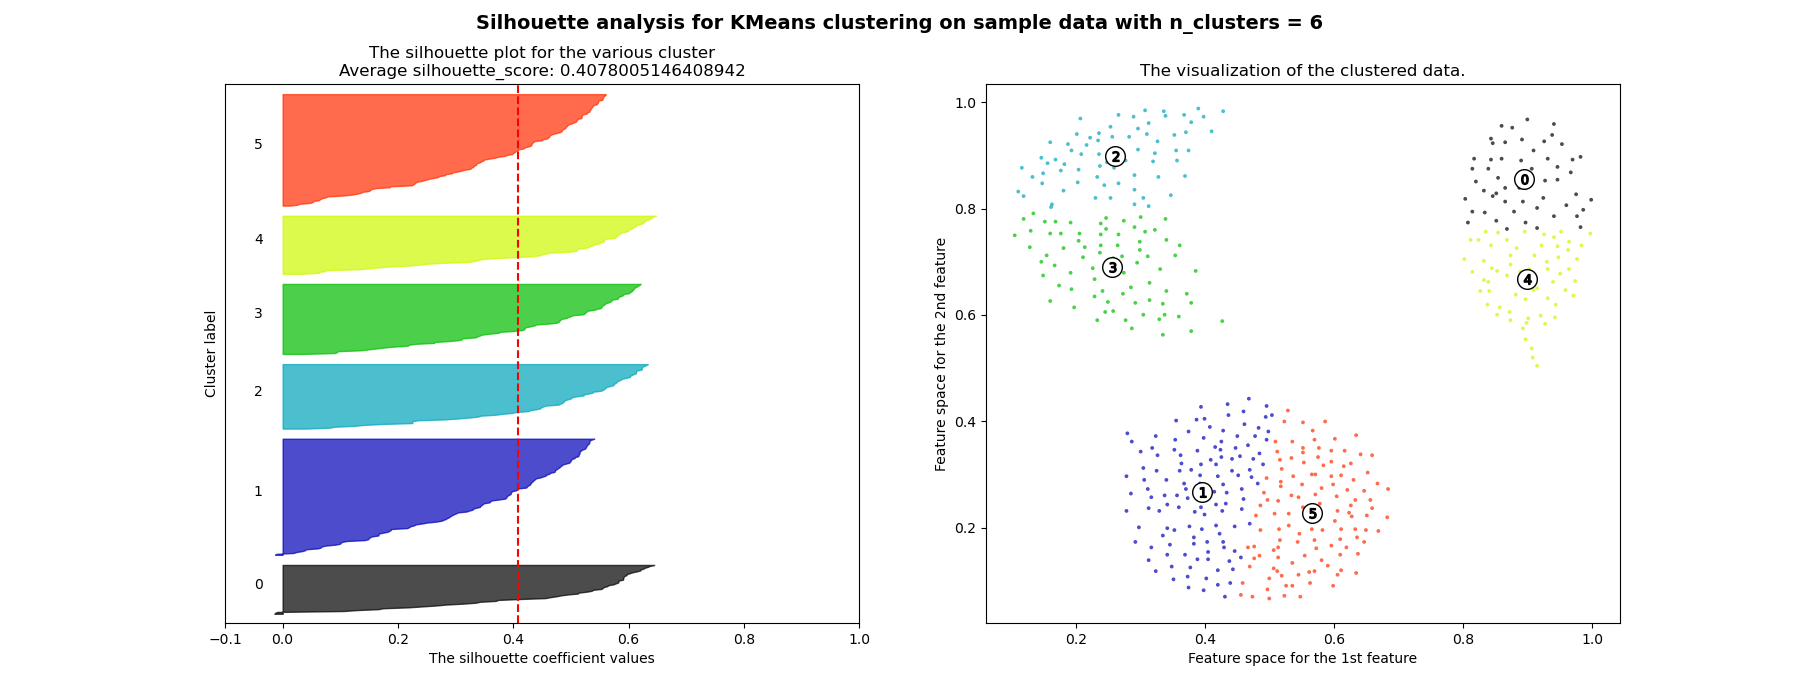 Silhouette analysis for KMeans clustering on sample data with n_clusters = 6
The silhouette plot for the various cluster
Average silhouette_score: 0.4078005146408942
5
4
3
2
1
0
Cluster label
−0.1 0.0 0.2 0.4 0.6 0.8 1.0
The silhouette coefficient values
The visualization of the clustered data.
1.0
0.8
0.6
0.4
0.2
Feature space for the 2nd feature
2
0
3
4
1
5
0.2 0.4 0.6 0.8 1.0
Feature space for the 1st feature